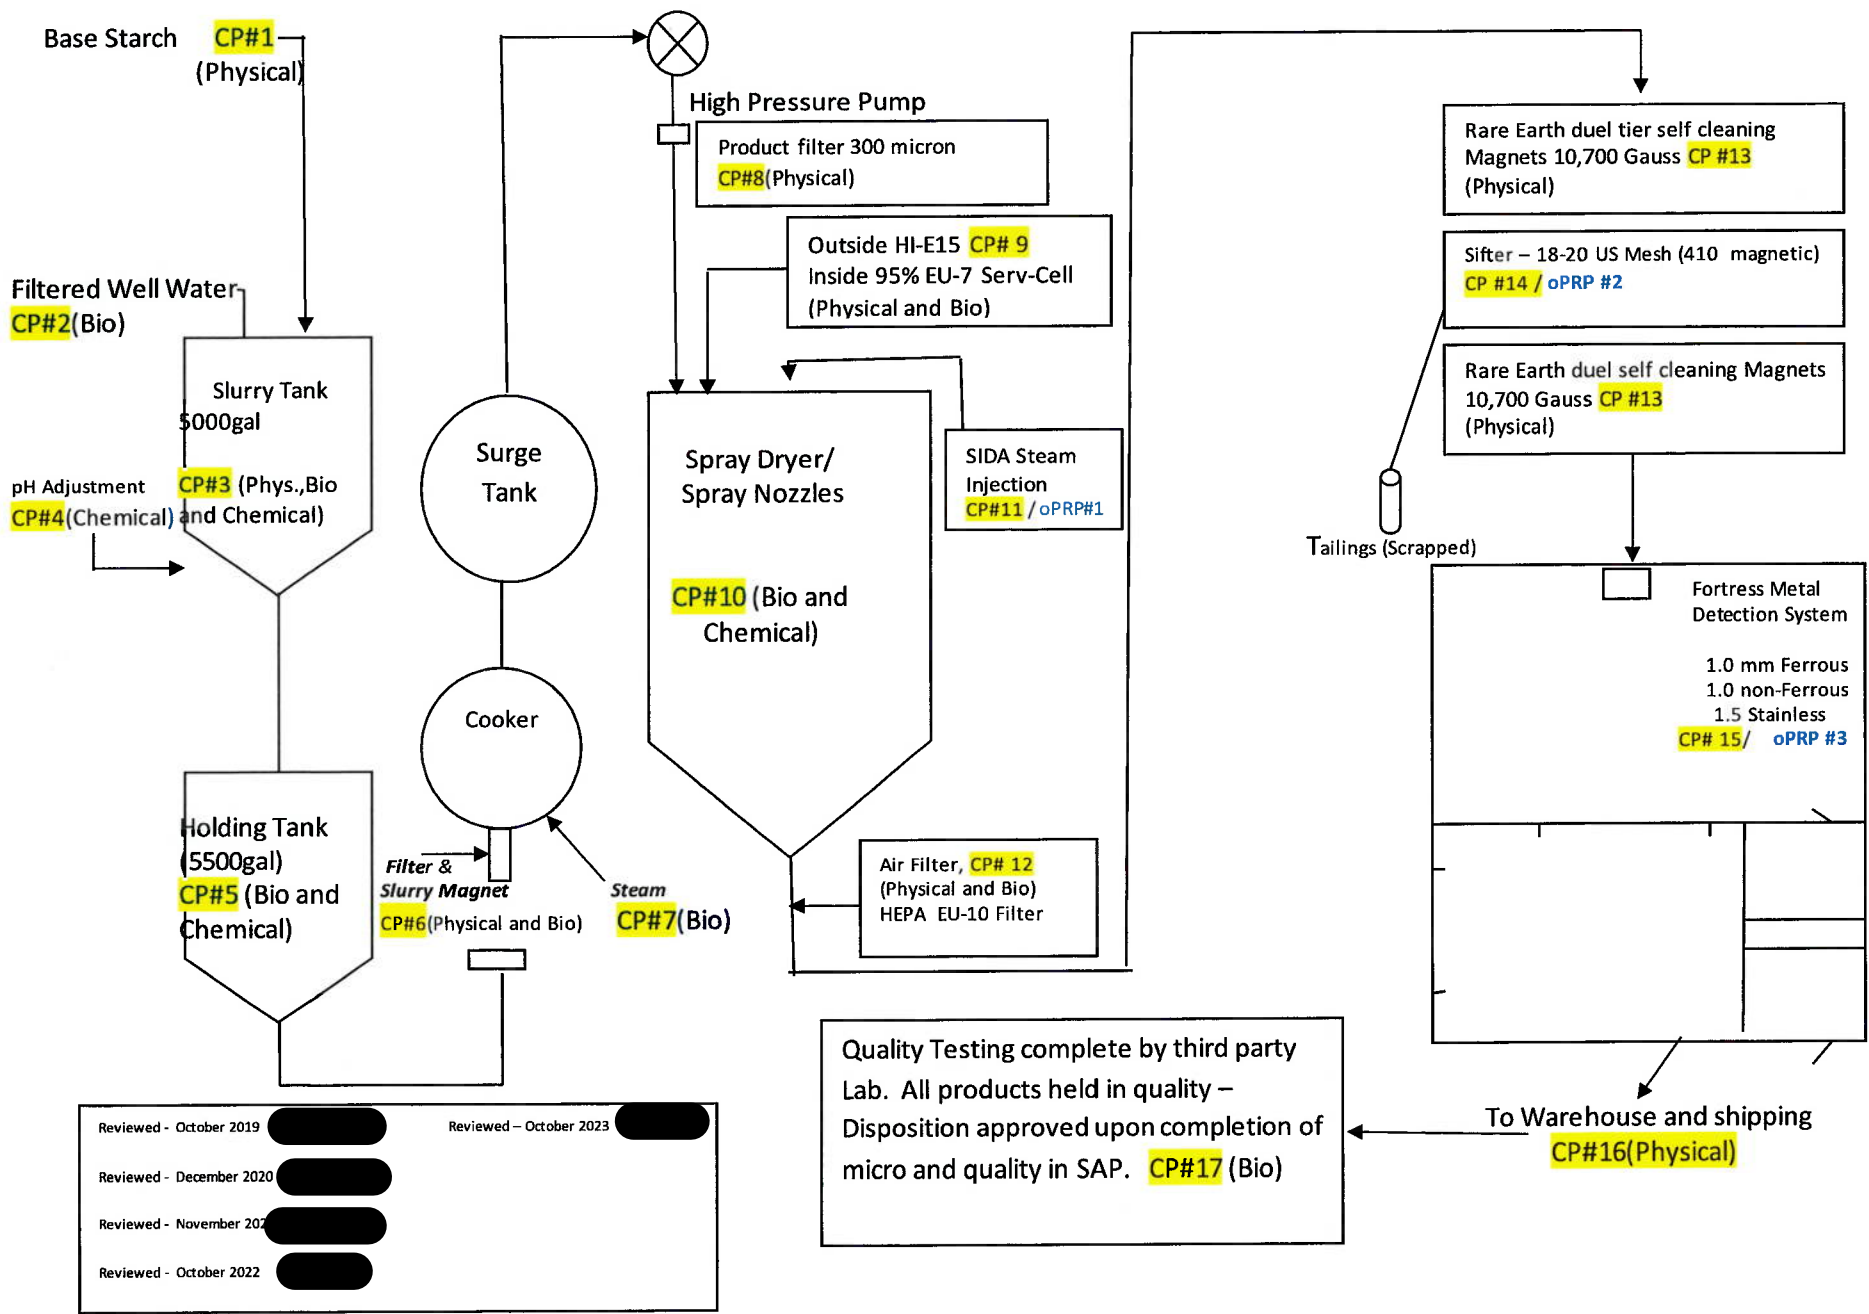 Base Starch CP#1
(Physical)
Filtered Well Water
CP#2(Bio)
Slurry Tank
5000gal
pH Adjustment
CP#4(Chemical)
CP#3 (Phys.,Bio
and Chemical)
Holding Tank
(5500gal)
CP#5 (Bio and
Chemical)
Filter &
Slurry Magnet
CP#6(Physical and Bio)
Steam
CP#7(Bio)
Cooker
Surge
Tank
High Pressure Pump
Product filter 300 micron
CP#8(Physical)
Outside HI-E15 CP# 9
Inside 95% EU-7 Serv-Cell
(Physical and Bio)
Spray Dryer/
Spray Nozzles
CP#10 (Bio and
Chemical)
SIDA Steam
Injection
CP#11 / oPRP#1
Air Filter, CP# 12
(Physical and Bio)
HEPA EU-10 Filter
Rare Earth duel tier self cleaning
Magnets 10,700 Gauss CP #13
(Physical)
Sifter – 18-20 US Mesh (410 magnetic)
CP #14 / oPRP #2
Rare Earth duel self cleaning Magnets
10,700 Gauss CP #13
(Physical)
Tailings (Scrapped)
Fortress Metal
Detection System
1.0 mm Ferrous
1.0 non-Ferrous
1.5 Stainless
CP# 15/ oPRP #3
To Warehouse and shipping
CP#16(Physical)
Quality Testing complete by third party
Lab. All products held in quality –
Disposition approved upon completion of
micro and quality in SAP. CP#17 (Bio)
Reviewed - October 2019
Reviewed - December 2020
Reviewed - November
Reviewed - October 2022
Reviewed – October 2023